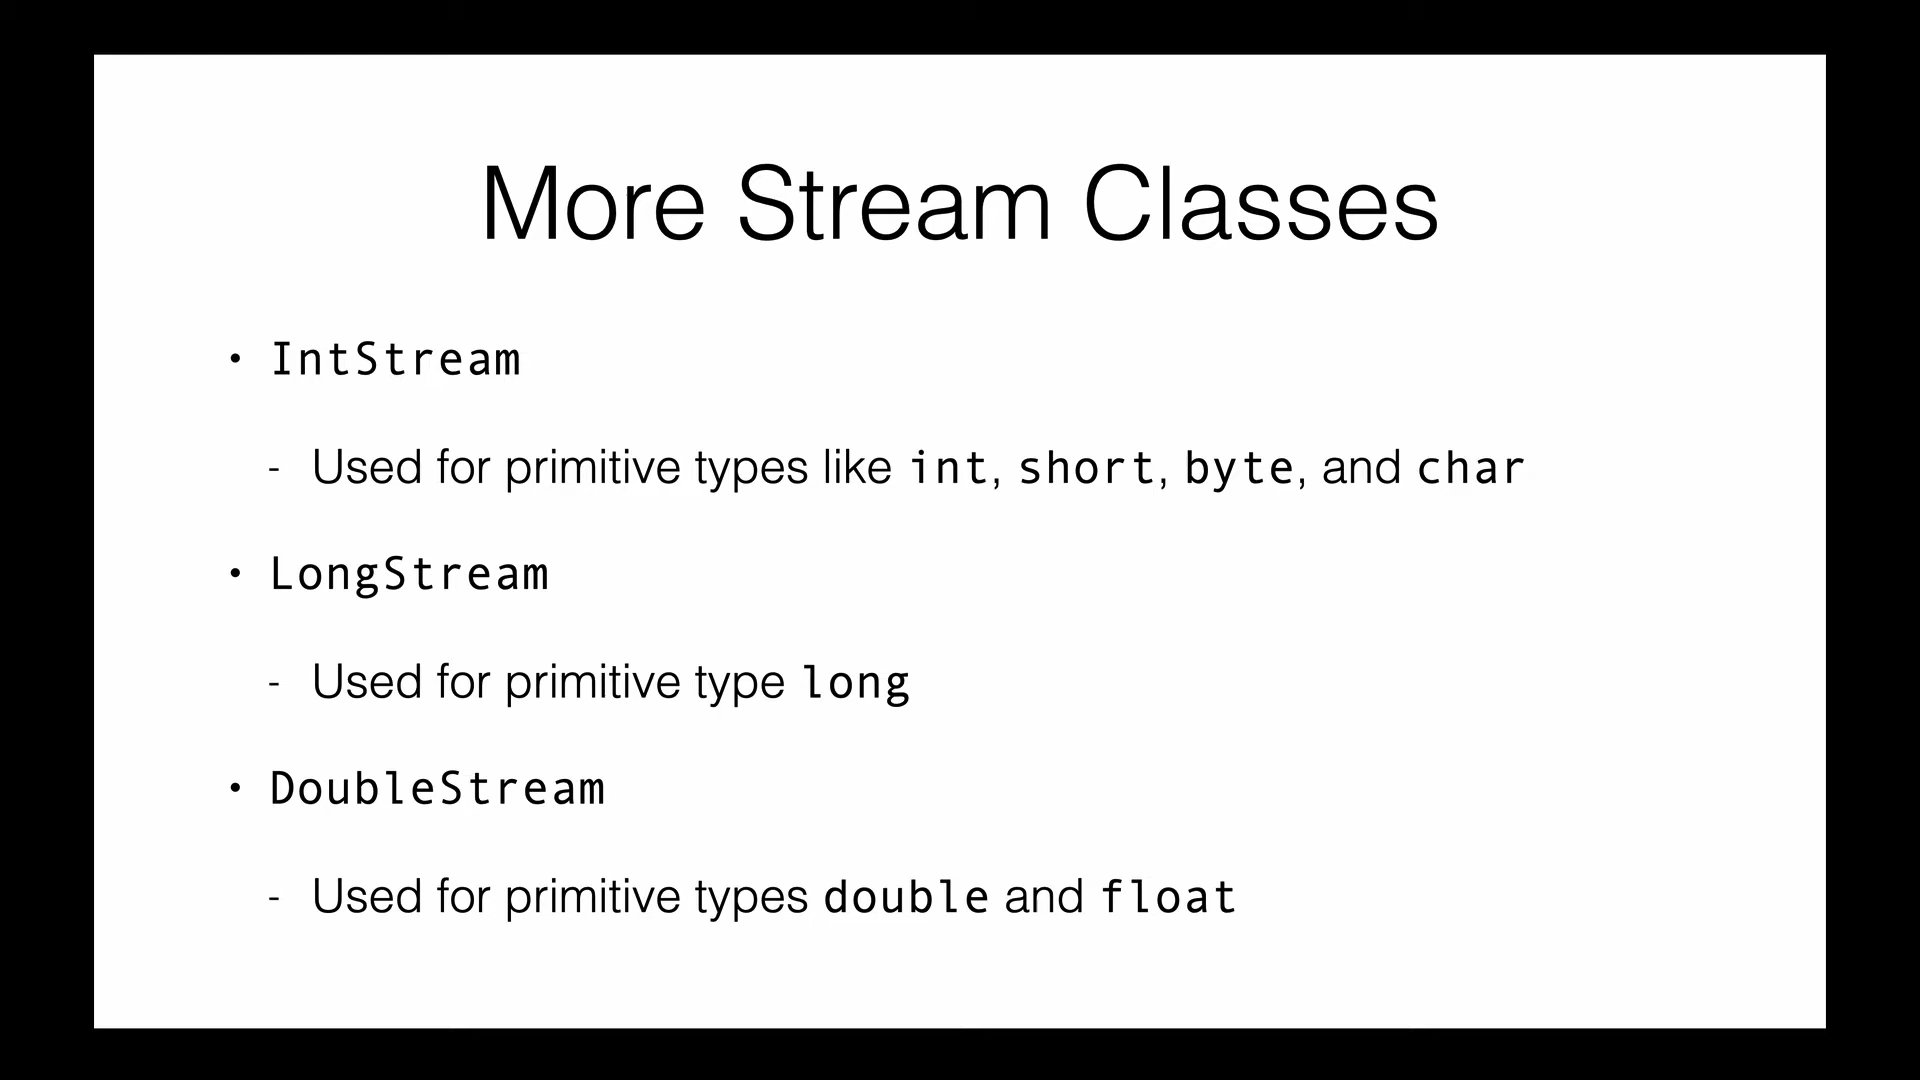 More Stream Classes
• IntStream
- Used for primitive types like int, short, byte, and char
• LongStream
- Used for primitive type long
• DoubleStream
- Used for primitive types double and float